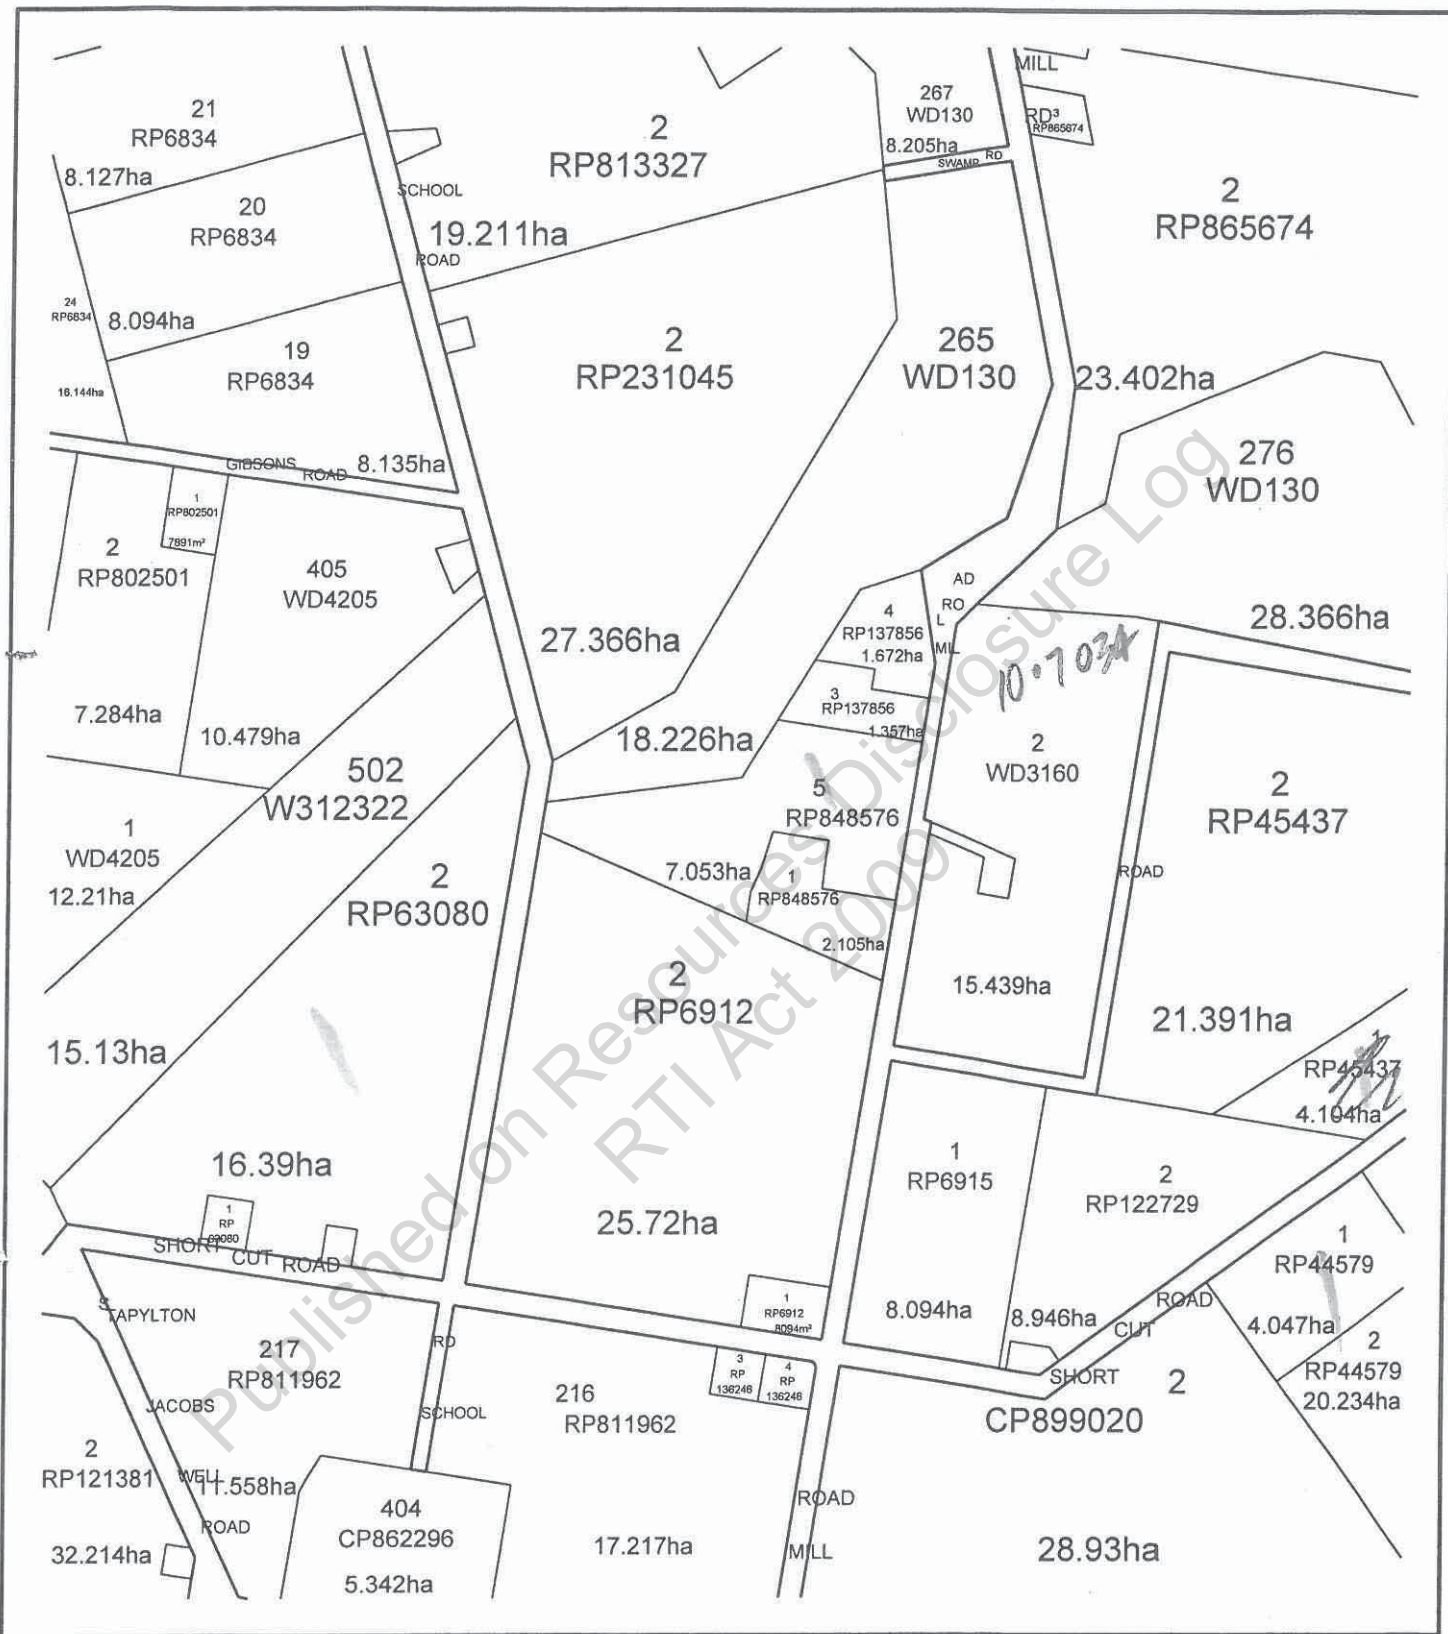 MILL
267
WD130
8.205ha
RD
3
RP865674
SWAMP RD
21
RP6834
8.127ha
2
RP813327
19.211ha
SCHOOL
ROAD
20
RP6834
8.094ha
2
RP865674
23.402ha
24
RP6834
16.144ha
19
RP6834
8.135ha
2
RP231045
27.366ha
265
WD130
18.226ha
276
WD130
28.366ha
GIBSONS
ROAD
1
RP802501
7891m²
2
RP802501
7.284ha
405
WD4205
10.479ha
AD
RO
L
MIL
4
RP137856
1.672ha
3
RP137856
1.357ha
10.7034
2
WD3160
15.439ha
502
W312322
15.13ha
1
WD4205
12.21ha
5
RP848576
7.053ha
1
RP848576
2.105ha
2
RP45437
21.391ha
ROAD
2
RP63080
16.39ha
2
RP6912
25.72ha
1
RP45437
4.104ha
1
RP6915
8.094ha
2
RP122729
8.946ha
1
RP
63080
SHORT
CUT
ROAD
1
RP6912
8094m²
1
RP44579
4.047ha
2
RP44579
20.234ha
ROAD
CUT
SHORT
2
CP899020
28.93ha
S
TAPYLTON
JACOBS
WELL
ROAD
217
RP811962
11.558ha
RD
SCHOOL
3
RP
136246
4
RP
136246
216
RP811962
17.217ha
2
RP121381
32.214ha
404
CP862296
5.342ha
ROAD
MILL
Published on Resources Disclosure Log
RTI Act 2009